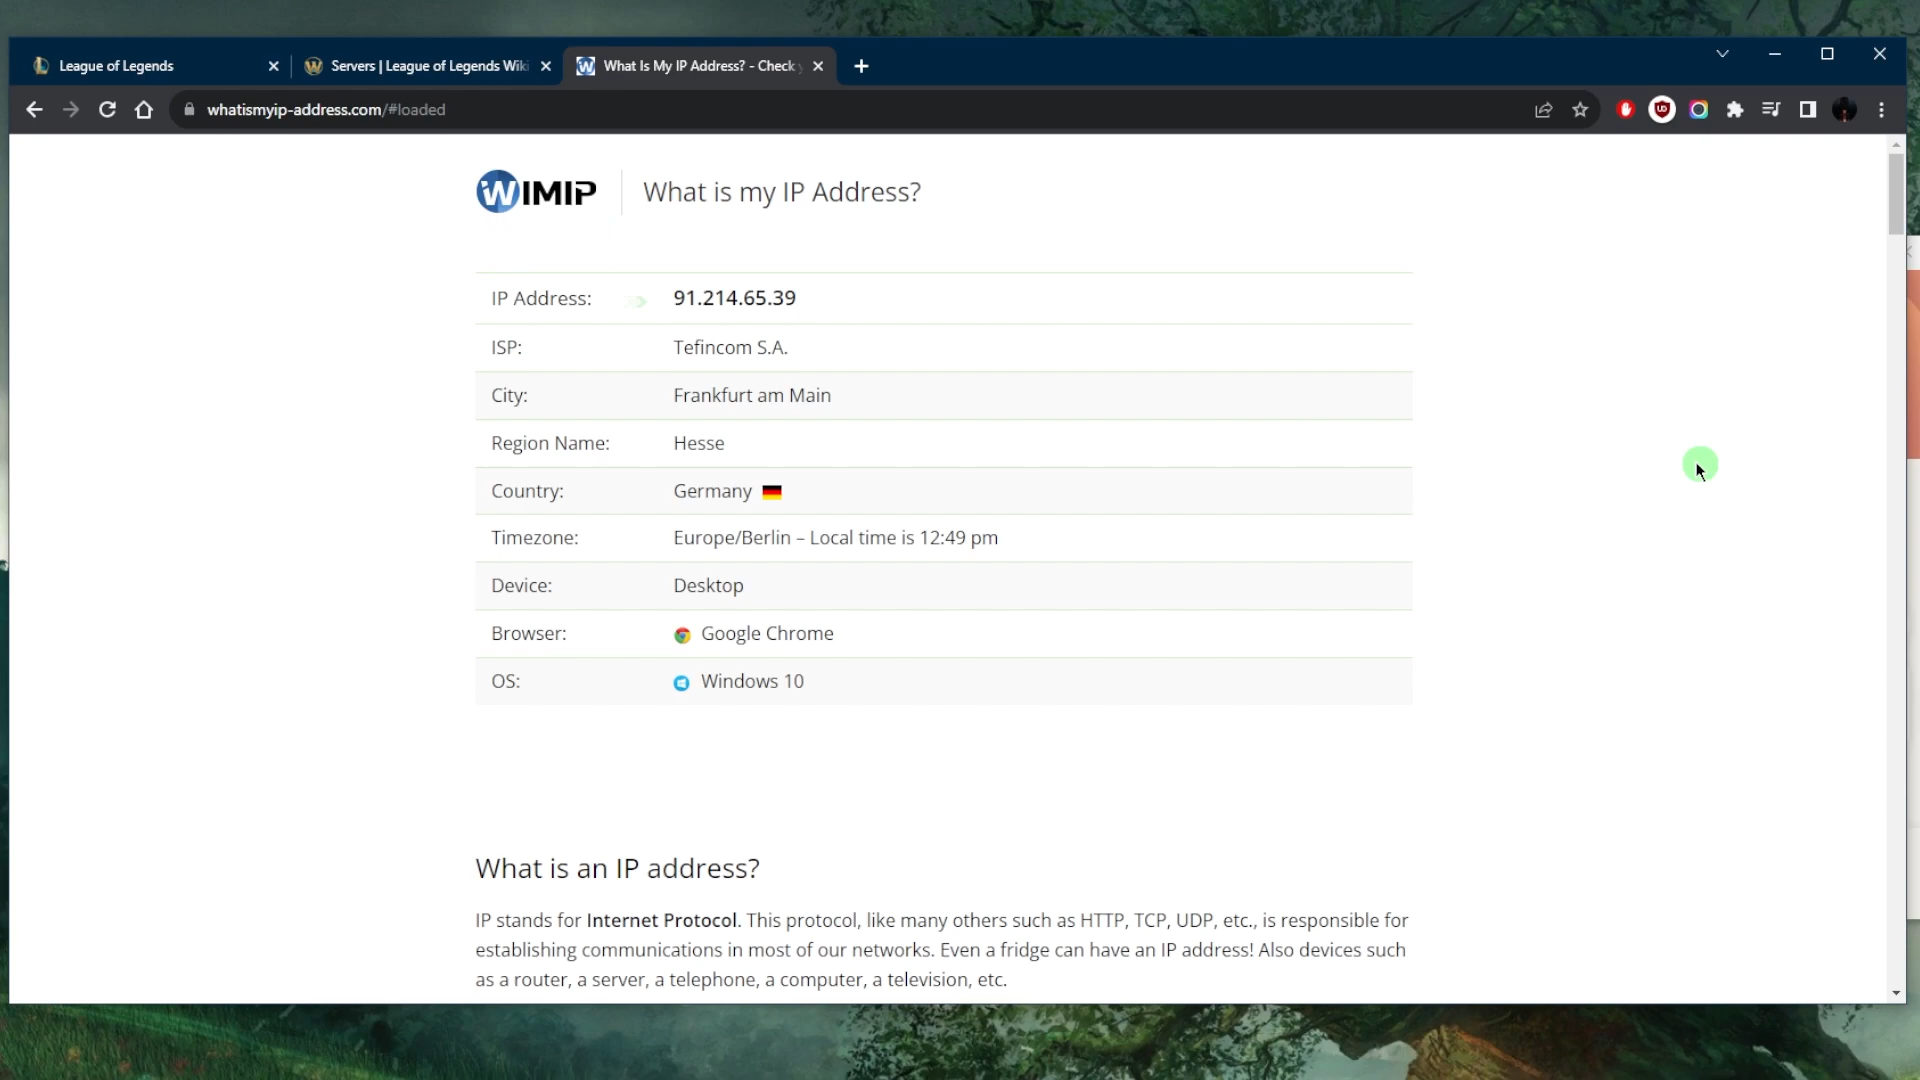 League of Legends
Servers | League of Legends Wiki
What Is My IP Address? - Check
whatismyip-address.com/#loaded
WIMIP
What is my IP Address?
IP Address: 91.214.65.39
ISP: Tefincom S.A.
City: Frankfurt am Main
Region Name: Hesse
Country: Germany
Timezone: Europe/Berlin – Local time is 12:49 pm
Device: Desktop
Browser: Google Chrome
OS: Windows 10
What is an IP address?
IP stands for Internet Protocol. This protocol, like many others such as HTTP, TCP, UDP, etc., is responsible for
establishing communications in most of our networks. Even a fridge can have an IP address! Also devices such
as a router, a server, a telephone, a computer, a television, etc.